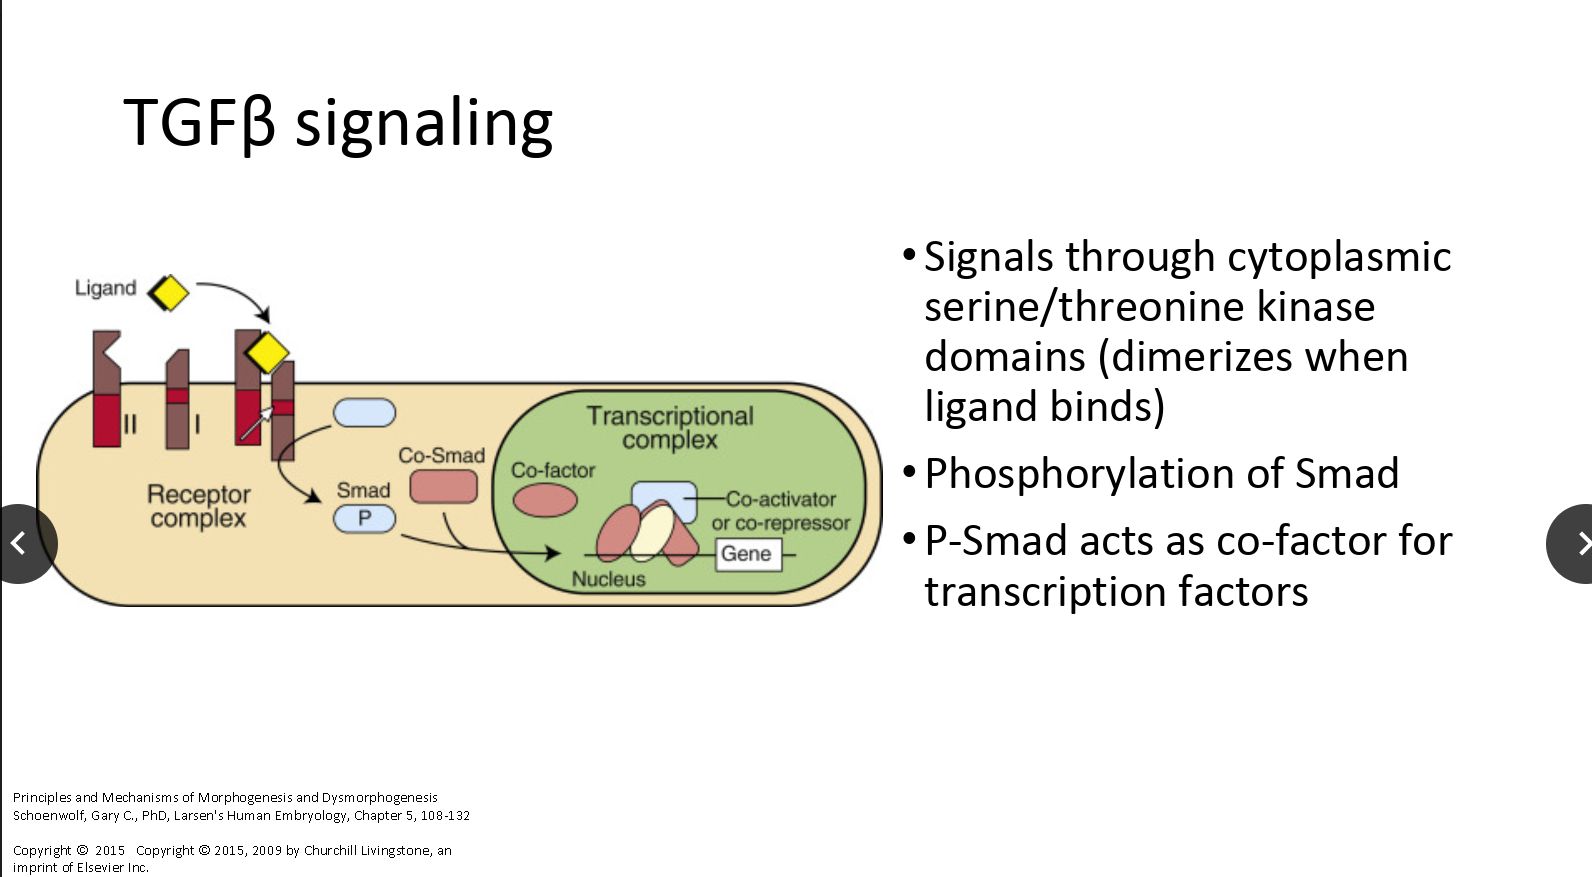 TGFβ signaling
Ligand
II
I
Receptor
complex
Smad
P
Co-Smad
Transcriptional
complex
Co-factor
Co-activator
or co-repressor
Gene
Nucleus
•Signals through cytoplasmic
serine/threonine kinase
domains (dimerizes when
ligand binds)
•Phosphorylation of Smad
•P-Smad acts as co-factor for
transcription factors
Principles and Mechanisms of Morphogenesis and Dysmorphogenesis
Schoenwolf, Gary C., PhD, Larsen's Human Embryology, Chapter 5, 108-132
Copyright © 2015 Copyright © 2015, 2009 by Churchill Livingstone, an
imprint of Elsevier Inc.